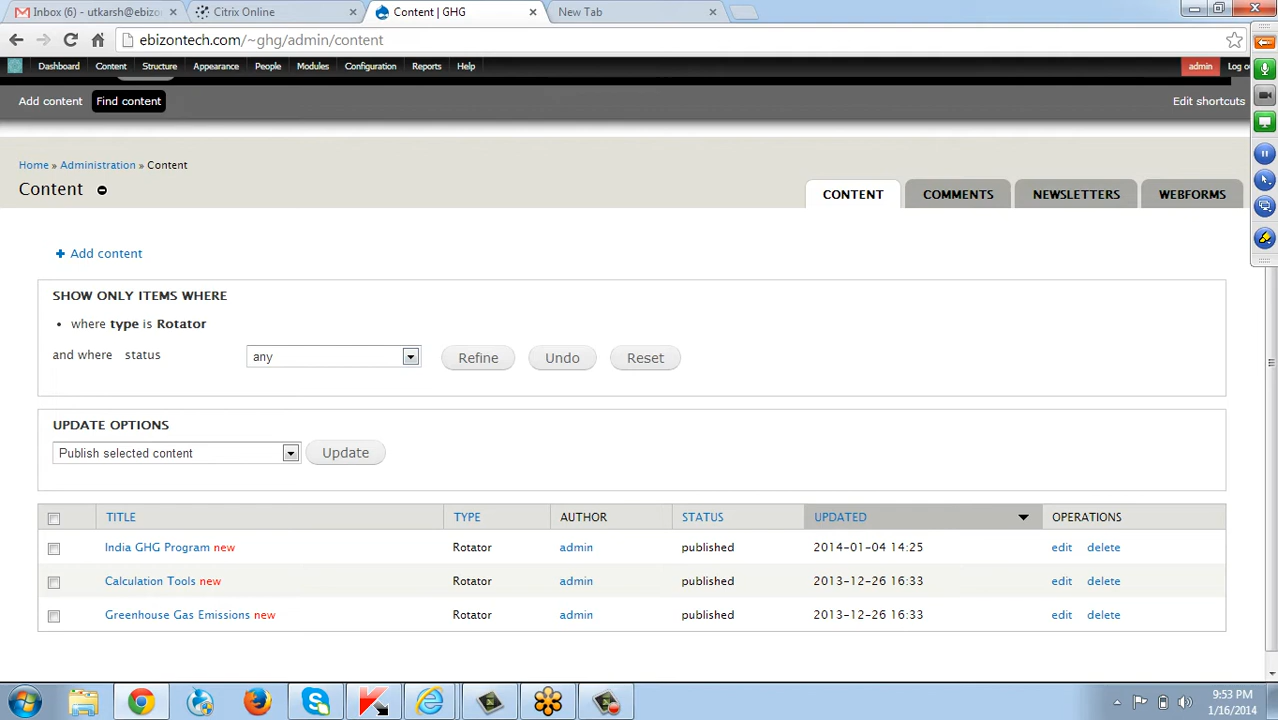 Inbox (6) - utkarsh@ebizo
Citrix Online
Content | GHG
New Tab
ebizontech.com/~ghg/admin/content
Dashboard Content Structure Appearance People Modules Configuration Reports Help admin Log o
Add content Find content Edit shortcuts
Home » Administration » Content
Content
CONTENT COMMENTS NEWSLETTERS WEBFORMS
Add content
SHOW ONLY ITEMS WHERE
where type is Rotator
and where status any Refine Undo Reset
UPDATE OPTIONS
Publish selected content Update
TITLE TYPE AUTHOR STATUS UPDATED OPERATIONS
India GHG Program new Rotator admin published 2014-01-04 14:25 edit delete
Calculation Tools new Rotator admin published 2013-12-26 16:33 edit delete
Greenhouse Gas Emissions new Rotator admin published 2013-12-26 16:33 edit delete
9:53 PM
1/16/2014